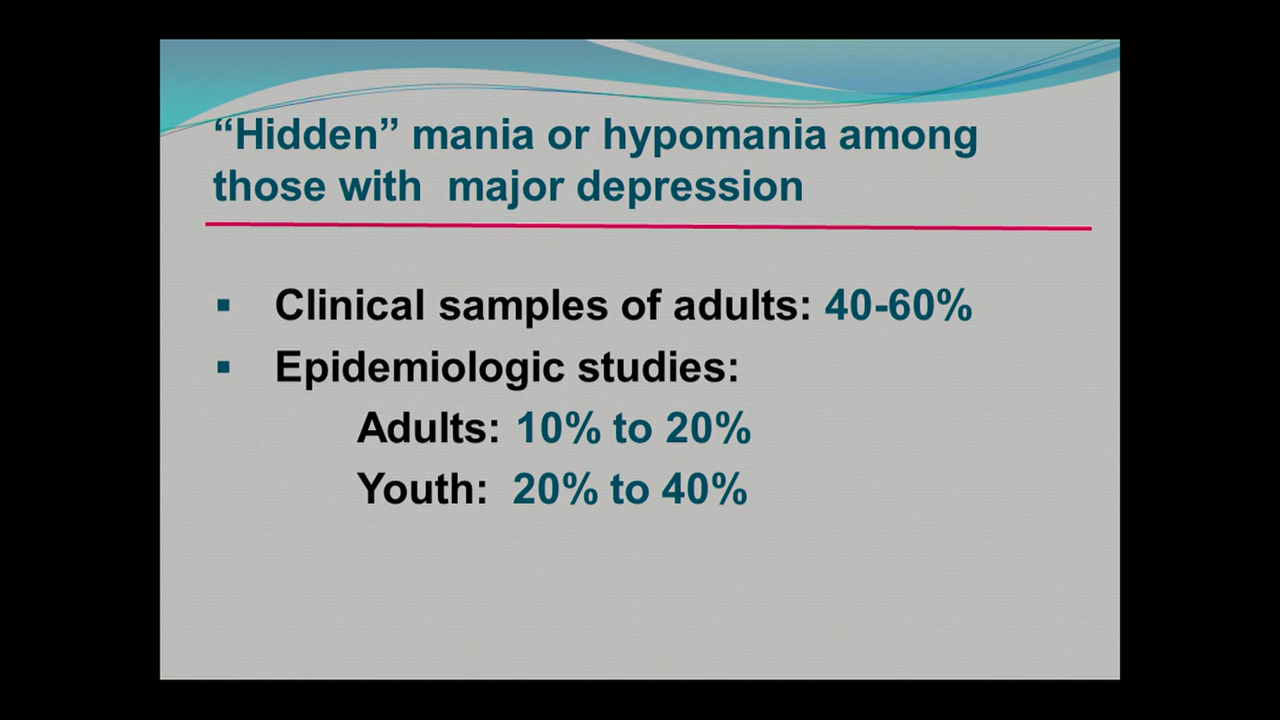 “Hidden” mania or hypomania among
those with major depression
▪ Clinical samples of adults: 40-60%
▪ Epidemiologic studies:
Adults: 10% to 20%
Youth: 20% to 40%